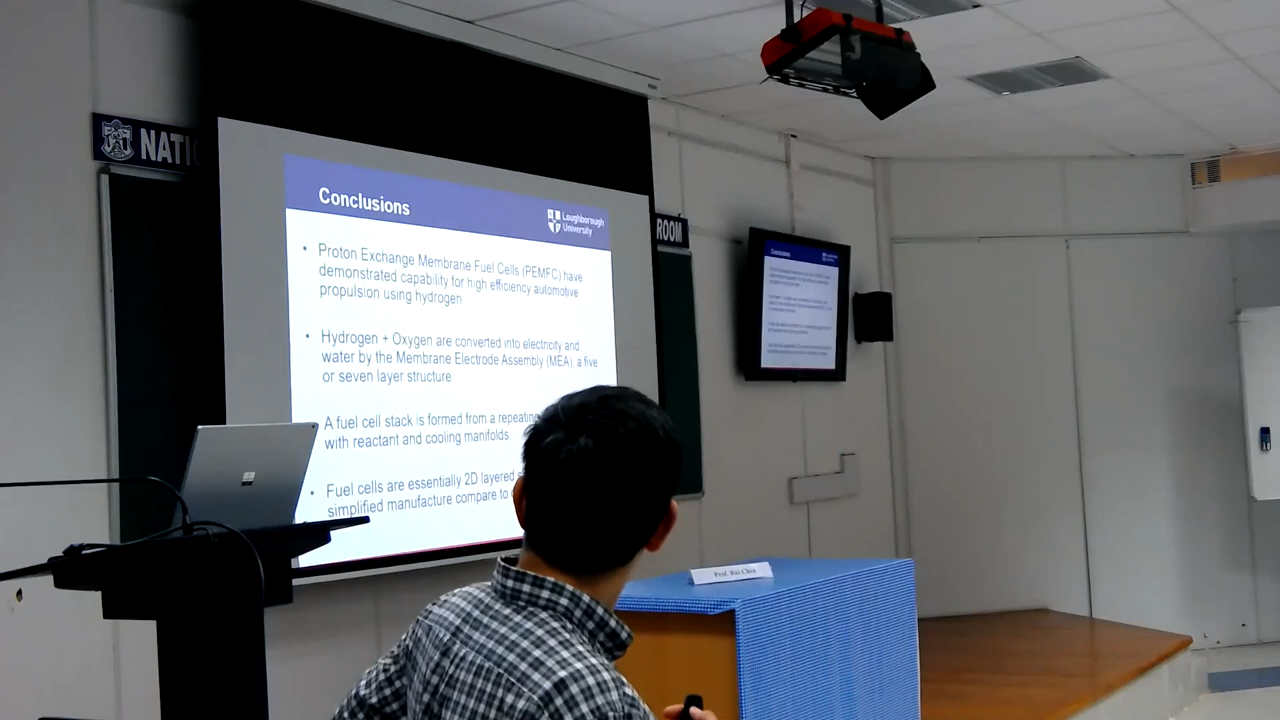 NATI
ROOM
Conclusions
Loughborough
University
• Proton Exchange Membrane Fuel Cells (PEMFC) have
demonstrated capability for high efficiency automotive
propulsion using hydrogen
• Hydrogen + Oxygen are converted into electricity and
water by the Membrane Electrode Assembly (MEA), a five
or seven layer structure
A fuel cell stack is formed from a repeating
with reactant and cooling manifolds.
• Fuel cells are essentially 2D layered
simplified manufacture compare to
Conclusions
Prof. Rui Chen